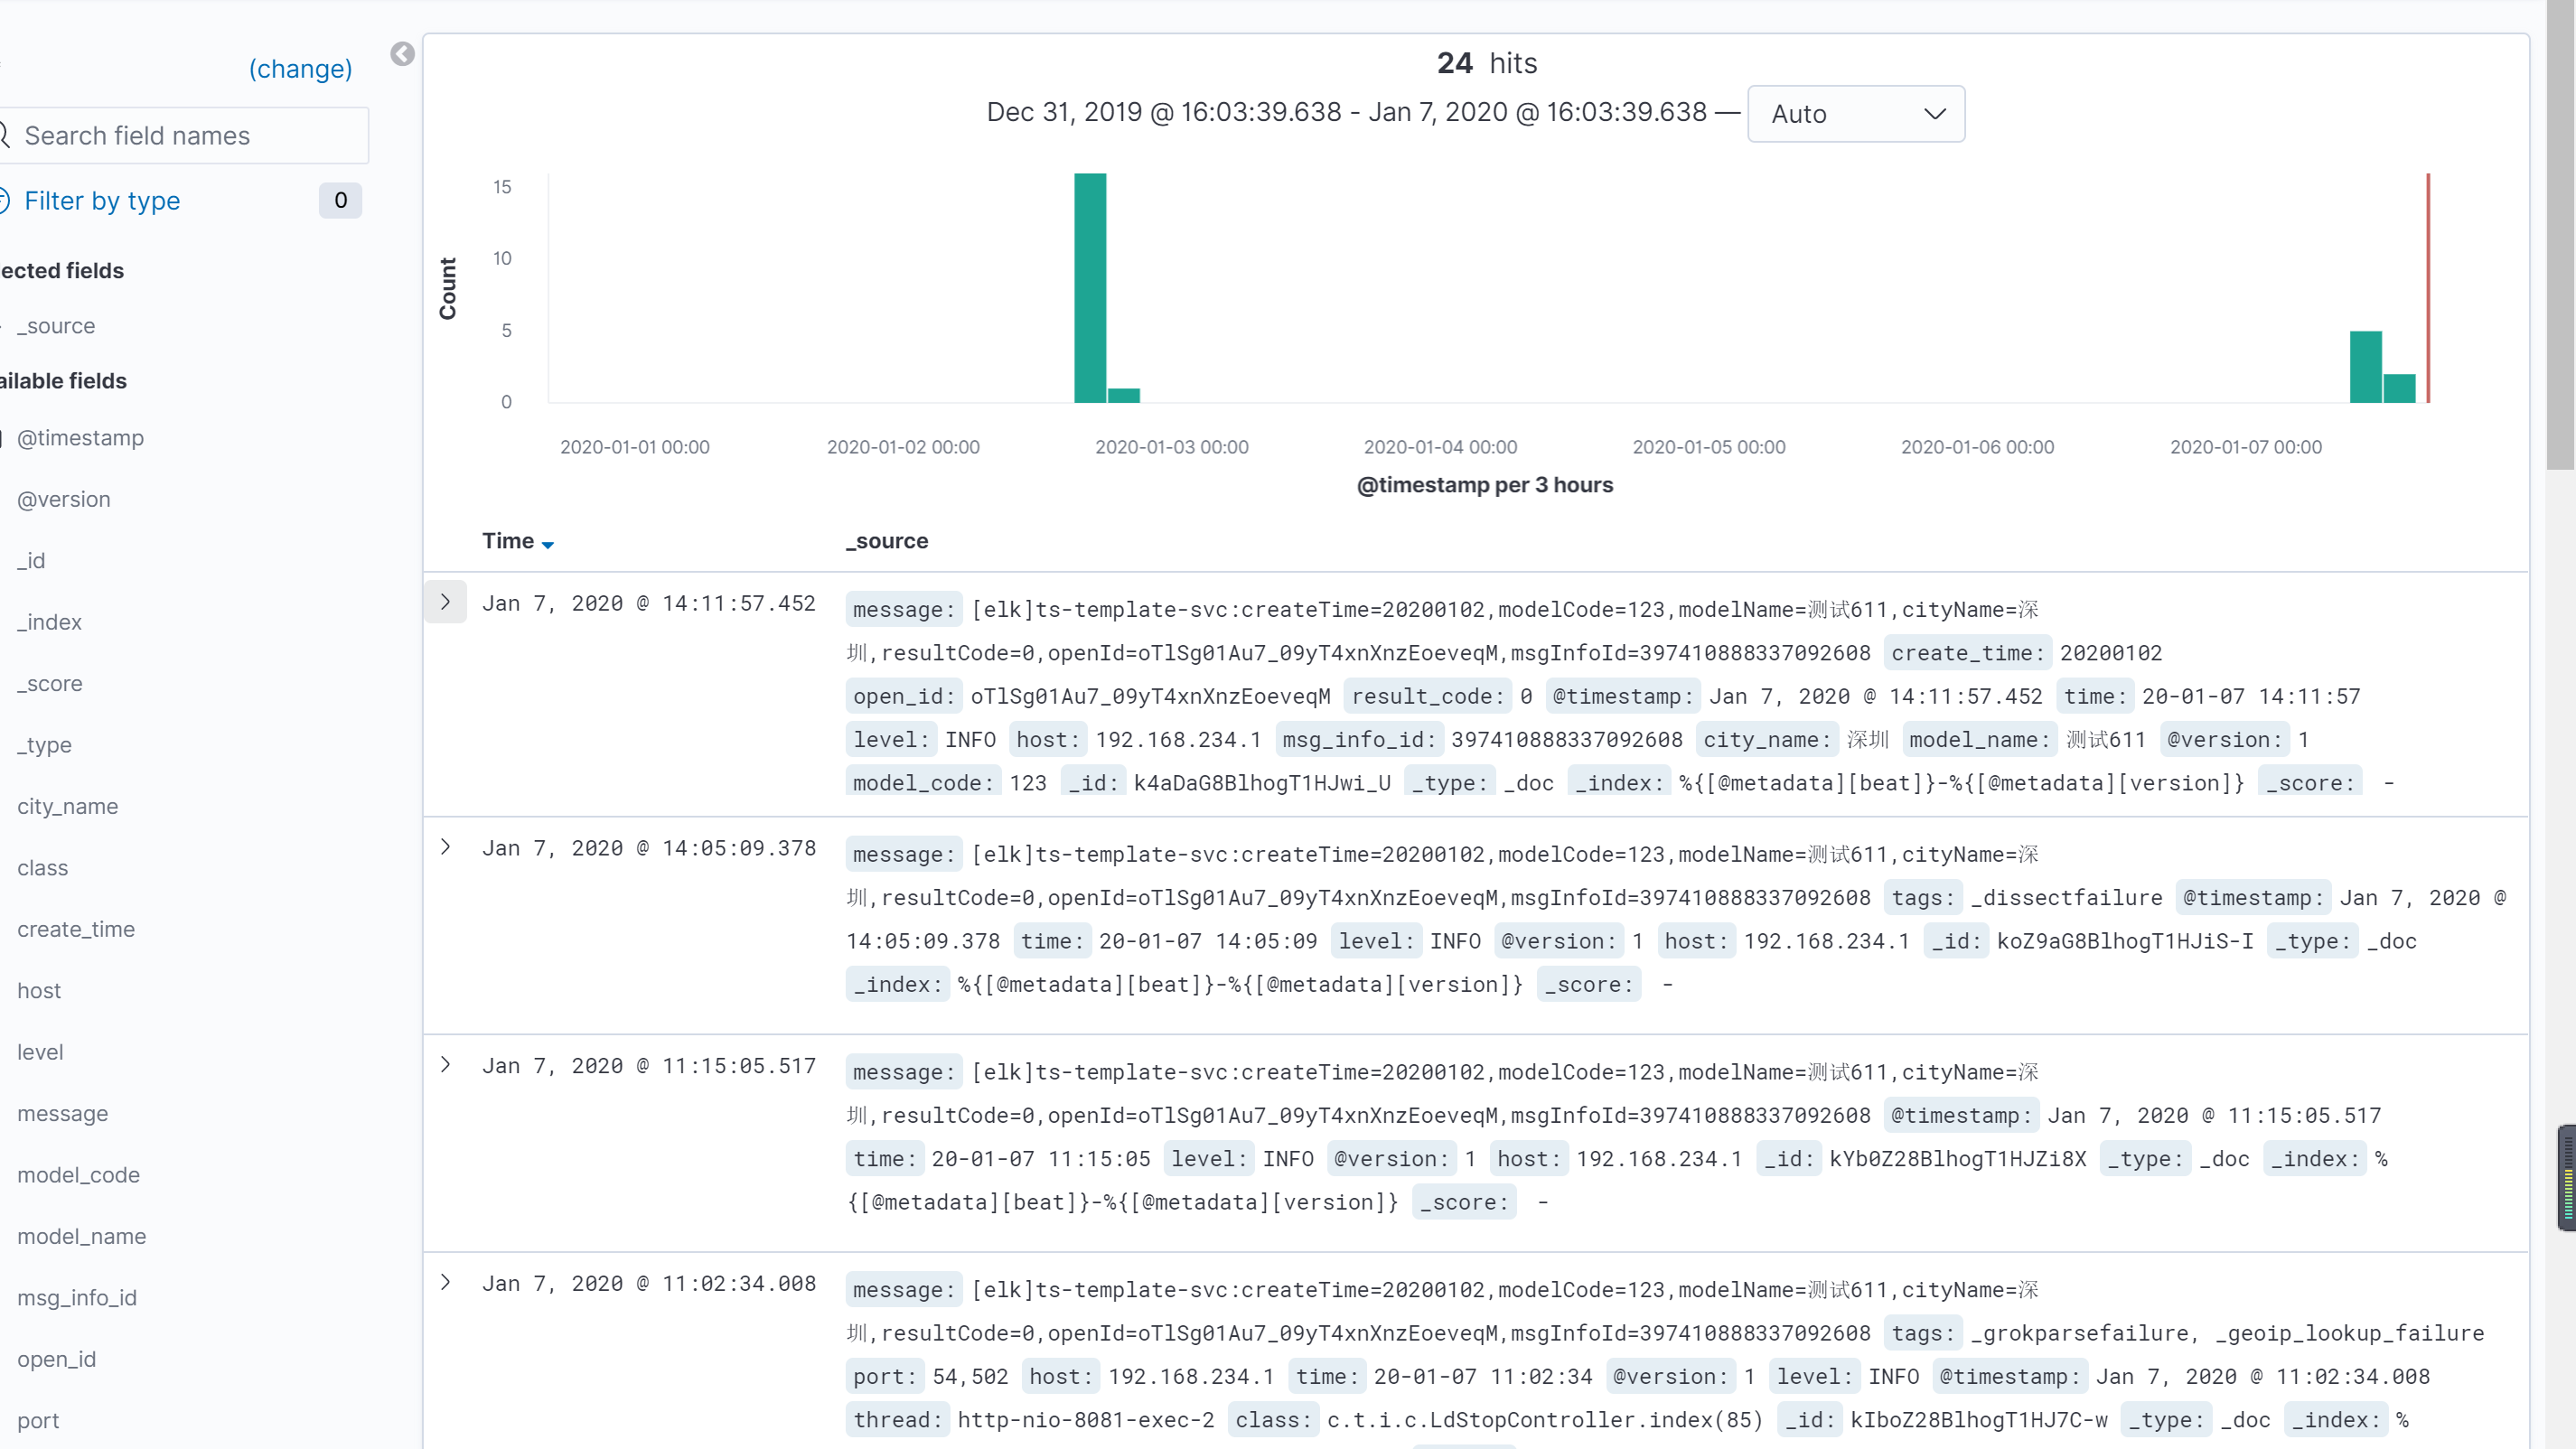 (change)
Search field names
Filter by type 0
ected fields
_source
ailable fields
@timestamp
@version
_id
_index
_score
_type
city_name
class
create_time
host
level
message
model_code
model_name
msg_info_id
open_id
port
24 hits
Dec 31, 2019 @ 16:03:39.638 - Jan 7, 2020 @ 16:03:39.638 — Auto
Count
15
10
5
0
2020-01-01 00:00 2020-01-02 00:00 2020-01-03 00:00 2020-01-04 00:00 2020-01-05 00:00 2020-01-06 00:00 2020-01-07 00:00
@timestamp per 3 hours
Time _source
Jan 7, 2020 @ 14:11:57.452 message: [elk]ts-template-svc:createTime=20200102,modelCode=123,modelName=测试611,cityName=深
圳,resultCode=0,openId=oTlSg01Au7_09yT4xnXnzEoeveqM,msgInfoId=397410888337092608 create_time: 20200102
open_id: oTlSg01Au7_09yT4xnXnzEoeveqM result_code: 0 @timestamp: Jan 7, 2020 @ 14:11:57.452 time: 20-01-07 14:11:57
level: INFO host: 192.168.234.1 msg_info_id: 397410888337092608 city_name: 深圳 model_name: 测试611 @version: 1
model_code: 123 _id: k4aDaG8BlhogT1HJwi_U _type: _doc _index: %{[@metadata][beat]}-%{[@metadata][version]} _score: -
Jan 7, 2020 @ 14:05:09.378 message: [elk]ts-template-svc:createTime=20200102,modelCode=123,modelName=测试611,cityName=深
圳,resultCode=0,openId=oTlSg01Au7_09yT4xnXnzEoeveqM,msgInfoId=397410888337092608 tags: _dissectfailure @timestamp: Jan 7, 2020 @
14:05:09.378 time: 20-01-07 14:05:09 level: INFO @version: 1 host: 192.168.234.1 _id: koZ9aG8BlhogT1HJiS-I _type: _doc
_index: %{[@metadata][beat]}-%{[@metadata][version]} _score: -
Jan 7, 2020 @ 11:15:05.517 message: [elk]ts-template-svc:createTime=20200102,modelCode=123,modelName=测试611,cityName=深
圳,resultCode=0,openId=oTlSg01Au7_09yT4xnXnzEoeveqM,msgInfoId=397410888337092608 @timestamp: Jan 7, 2020 @ 11:15:05.517
time: 20-01-07 11:15:05 level: INFO @version: 1 host: 192.168.234.1 _id: kYb0Z28BlhogT1HJZi8X _type: _doc _index: %
{[@metadata][beat]}-%{[@metadata][version]} _score: -
Jan 7, 2020 @ 11:02:34.008 message: [elk]ts-template-svc:createTime=20200102,modelCode=123,modelName=测试611,cityName=深
圳,resultCode=0,openId=oTlSg01Au7_09yT4xnXnzEoeveqM,msgInfoId=397410888337092608 tags: _grokparsefailure, _geoip_lookup_failure
port: 54,502 host: 192.168.234.1 time: 20-01-07 11:02:34 @version: 1 level: INFO @timestamp: Jan 7, 2020 @ 11:02:34.008
thread: http-nio-8081-exec-2 class: c.t.i.c.LdStopController.index(85) _id: kIboZ28BlhogT1HJ7C-w _type: _doc _index: %